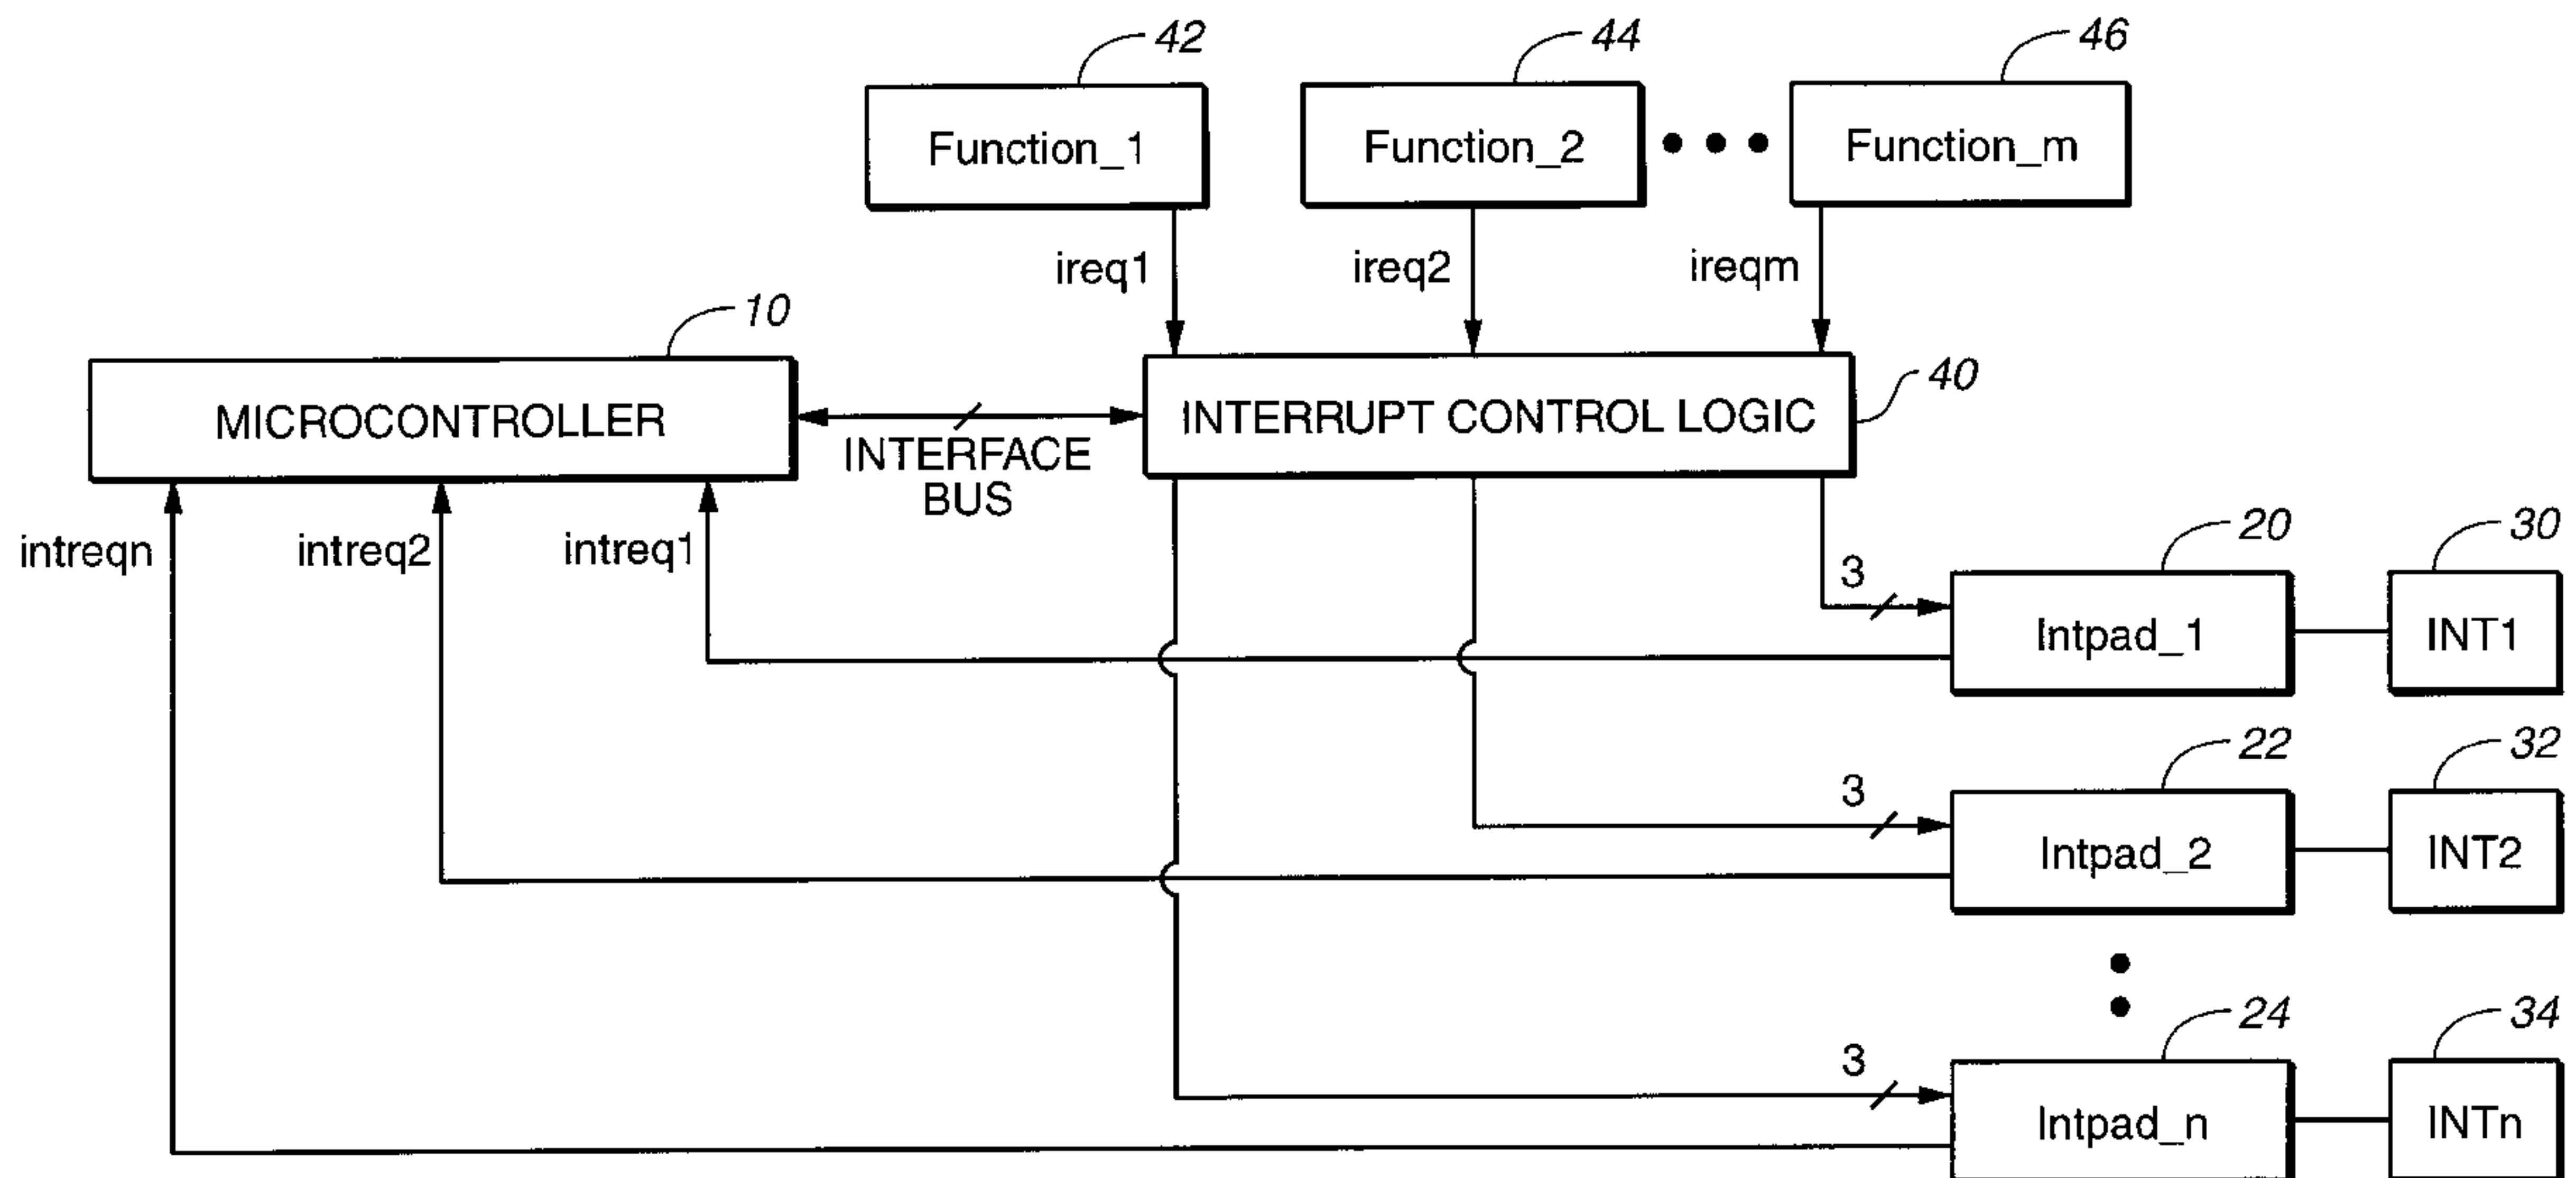 42
44
46
Function_1
Function_2
Function_m
ireq1
ireq2
ireqm
10
40
MICROCONTROLLER
INTERFACE
BUS
INTERRUPT CONTROL LOGIC
intreqn
intreq2
intreq1
3
20
30
Intpad_1
INT1
3
22
32
Intpad_2
INT2
3
24
34
Intpad_n
INTn